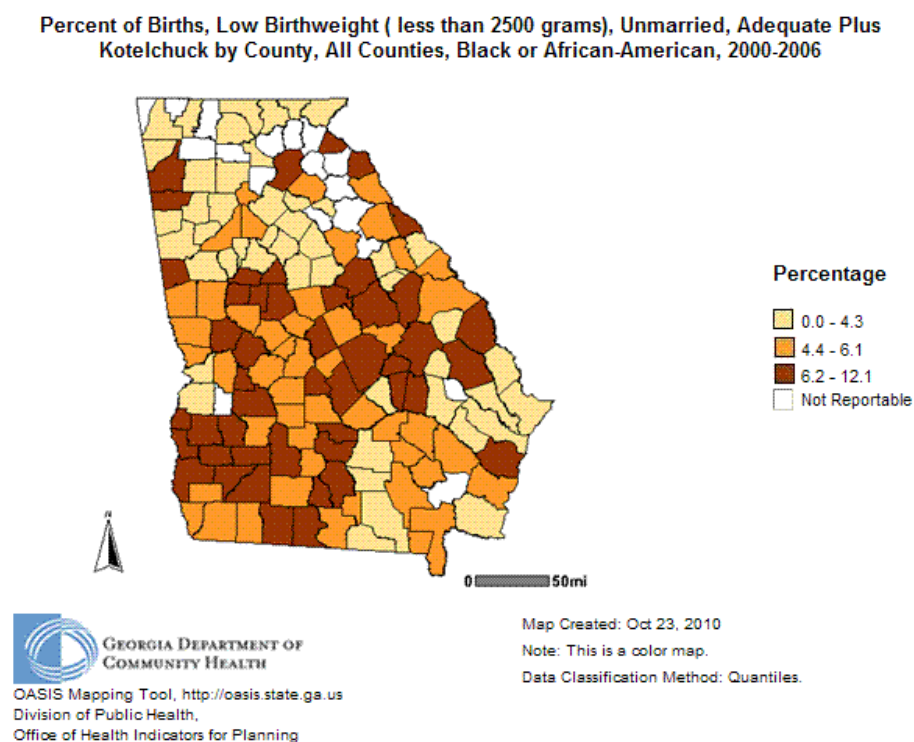 Percent of Births, Low Birthweight ( less than 2500 grams), Unmarried, Adequate Plus
Kotelchuck by County, All Counties, Black or African-American, 2000-2006
Percentage
0.0 - 4.3
4.4 - 6.1
6.2 - 12.1
Not Reportable
N
0 50mi
GEORGIA DEPARTMENT OF
COMMUNITY HEALTH
OASIS Mapping Tool, http://oasis.state.ga.us
Division of Public Health,
Office of Health Indicators for Planning
Map Created: Oct 23, 2010
Note: This is a color map.
Data Classification Method: Quantiles.